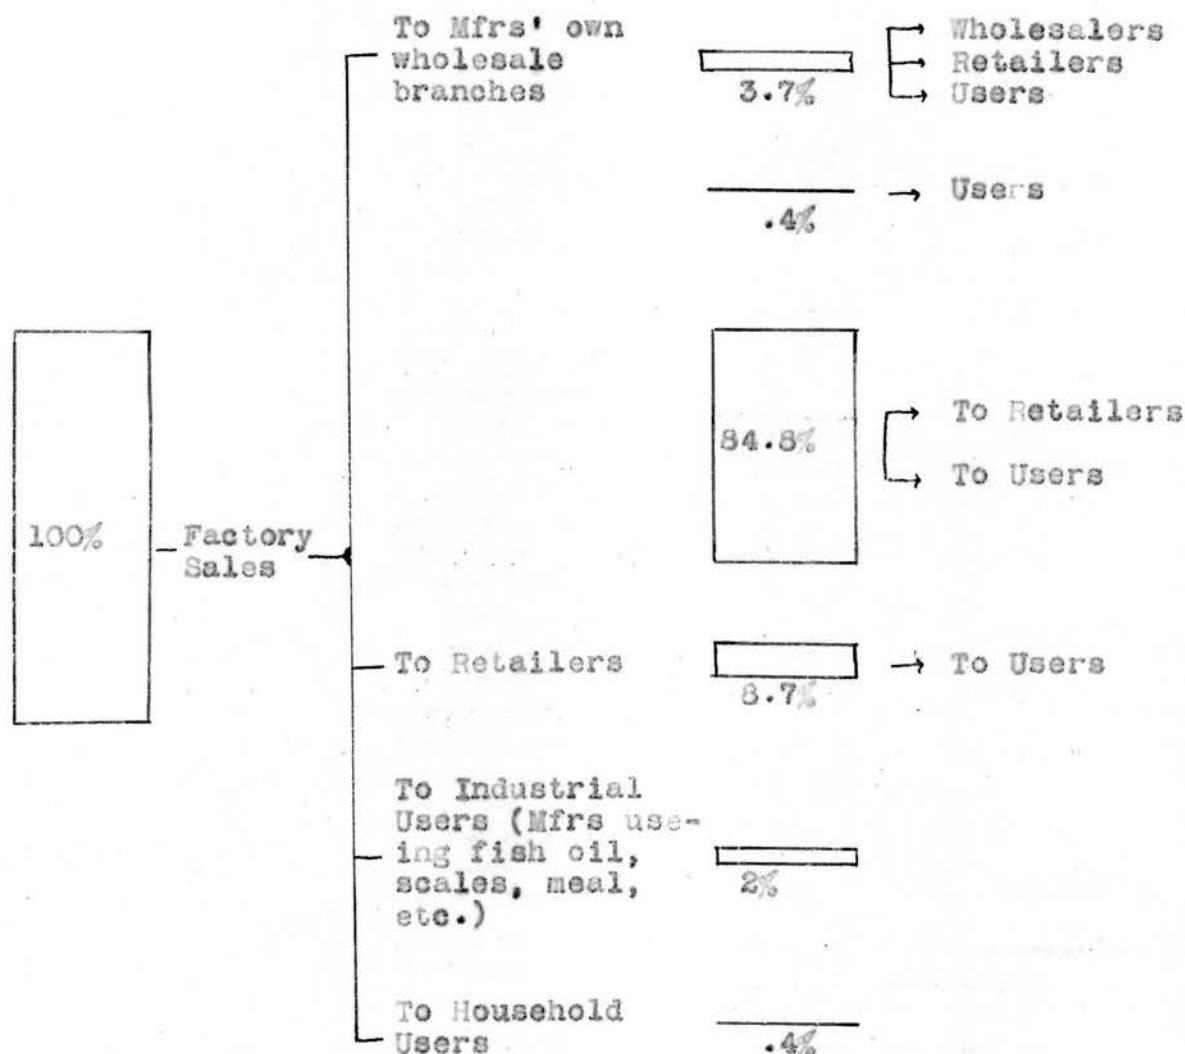 To Mfrs' own
wholesale
branches
3.7%
Wholesalers
Retailers
Users
.4%
Users
84.8%
To Retailers
To Users
100%
Factory
Sales
To Retailers
8.7%
To Users
To Industrial
Users (Mfrs use-
ing fish oil,
scales, meal,
etc.)
2%
To Household
Users
.4%